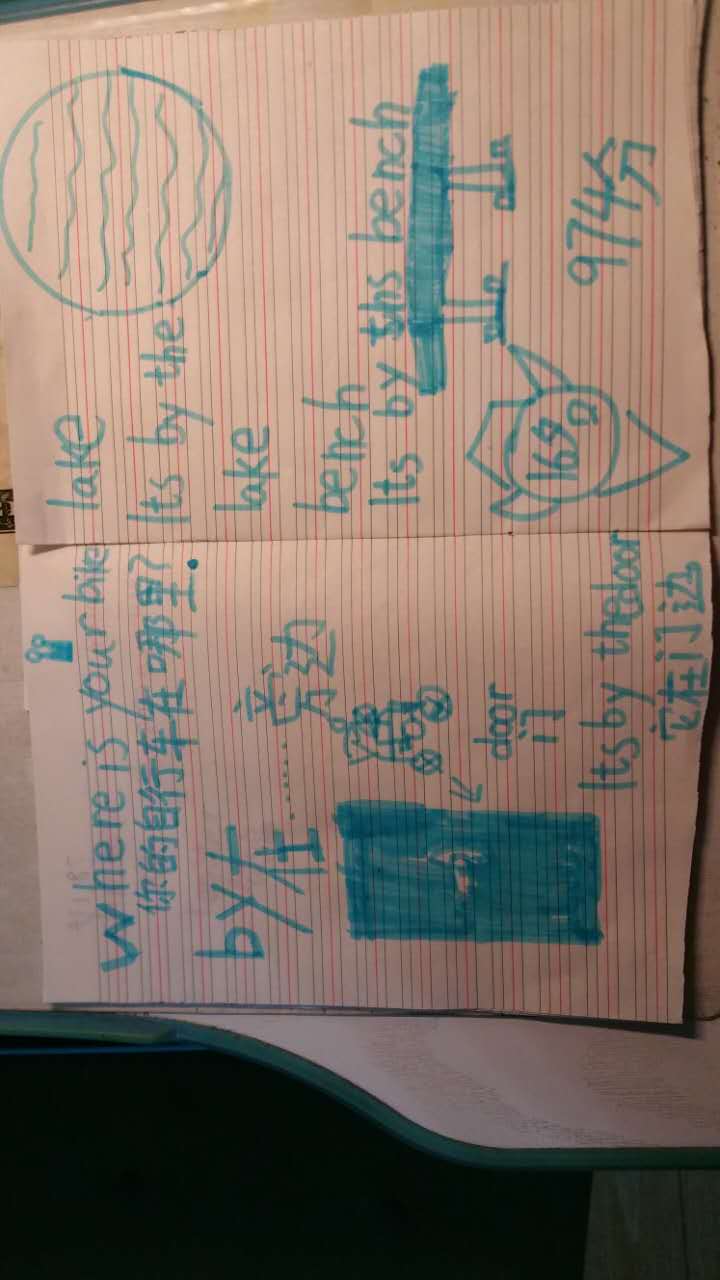 where is your bike
你的自行车在哪里?
by
在……旁边
door
门
Its by the door
它在门边
lake
Its by the
lake
bench
Its by ths bench
974分